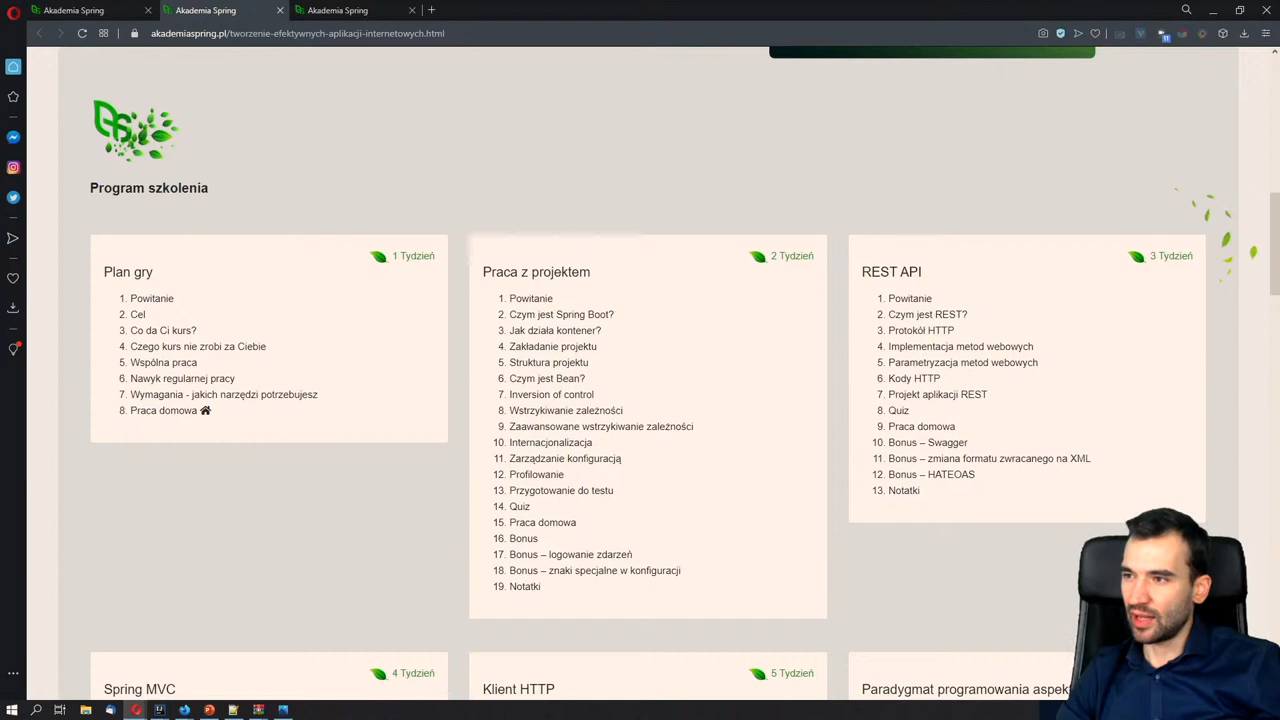 Akademia Spring
Akademia Spring
Akademia Spring
akademiaspring.pl/tworzenie-efektywnych-aplikacji-internetowych.html
11
Program szkolenia
1 Tydzień
Plan gry
1. Powitanie
2. Cel
3. Co da Ci kurs?
4. Czego kurs nie zrobi za Ciebie
5. Wspólna praca
6. Nawyk regularnej pracy
7. Wymagania - jakich narzędzi potrzebujesz
8. Praca domowa
2 Tydzień
Praca z projektem
1. Powitanie
2. Czym jest Spring Boot?
3. Jak działa kontener?
4. Zakładanie projektu
5. Struktura projektu
6. Czym jest Bean?
7. Inversion of control
8. Wstrzykiwanie zależności
9. Zaawansowane wstrzykiwanie zależności
10. Internacjonalizacja
11. Zarządzanie konfiguracją
12. Profilowanie
13. Przygotowanie do testu
14. Quiz
15. Praca domowa
16. Bonus
17. Bonus – logowanie zdarzeń
18. Bonus – znaki specjalne w konfiguracji
19. Notatki
3 Tydzień
REST API
1. Powitanie
2. Czym jest REST?
3. Protokół HTTP
4. Implementacja metod webowych
5. Parametryzacja metod webowych
6. Kody HTTP
7. Projekt aplikacji REST
8. Quiz
9. Praca domowa
10. Bonus – Swagger
11. Bonus – zmiana formatu zwracanego na XML
12. Bonus – HATEOAS
13. Notatki
4 Tydzień
Spring MVC
5 Tydzień
Klient HTTP
Paradygmat programowania